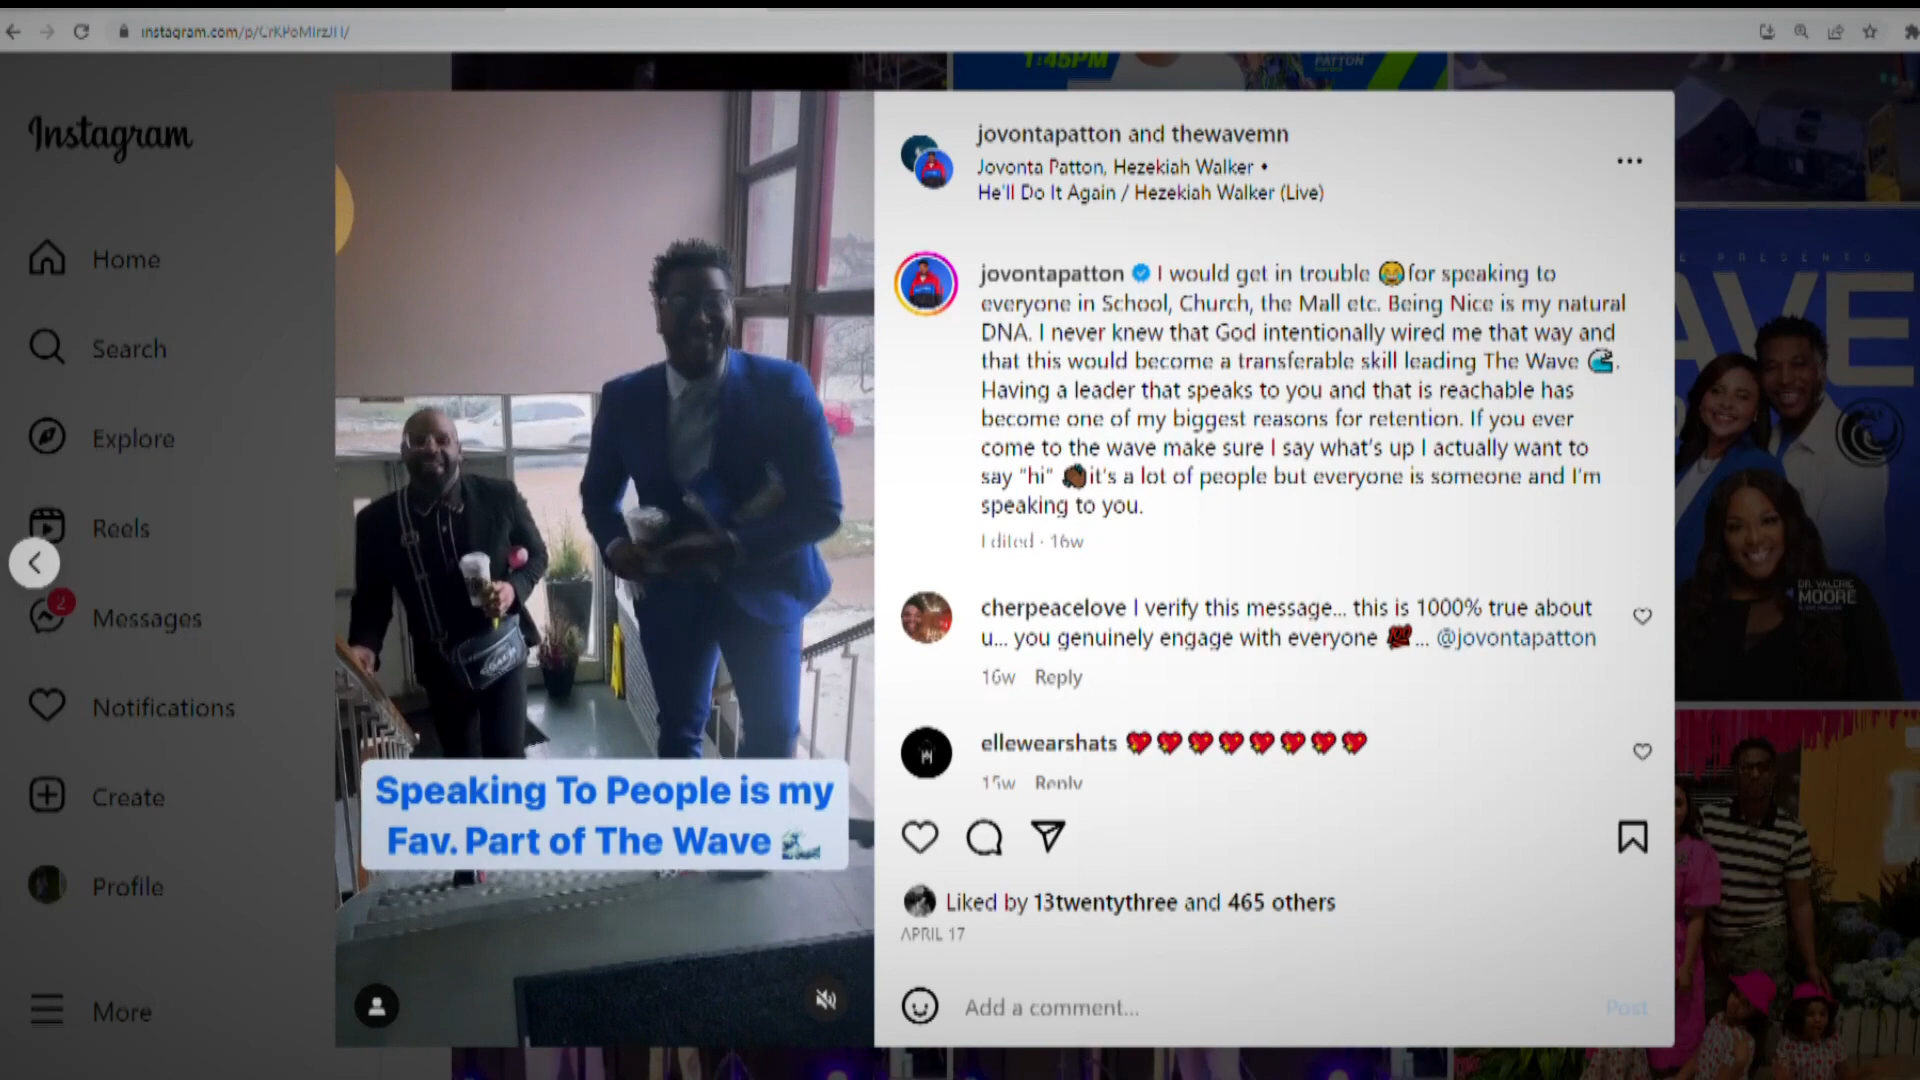 1:45PM
PATTON
Instagram
Home
Search
Explore
Reels
2
Messages
Notifications
Create
Profile
More
Speaking To People is my
Fav. Part of The Wave 🌊
jovontapatton and thewavemn
Jovonta Patton, Hezekiah Walker •
He'll Do It Again / Hezekiah Walker (Live)
jovontapatton I would get in trouble 😂for speaking to
everyone in School, Church, the Mall etc. Being Nice is my natural
DNA. I never knew that God intentionally wired me that way and
that this would become a transferable skill leading The Wave 🌊.
Having a leader that speaks to you and that is reachable has
become one of my biggest reasons for retention. If you ever
come to the wave make sure I say what's up I actually want to
say "hi" 👋🏾it's a lot of people but everyone is someone and I'm
speaking to you.
Edited · 16w
cherpeacelove I verify this message... this is 1000% true about
u... you genuinely engage with everyone 💯... @jovontapatton
16w Reply
ellewearshats 💖💖💖💖💖💖💖💖
15w Reply
Liked by 13twentythree and 465 others
APRIL 17
Add a comment...
Post
PRESENTS
AVE
DR. VALERIE
MOORE